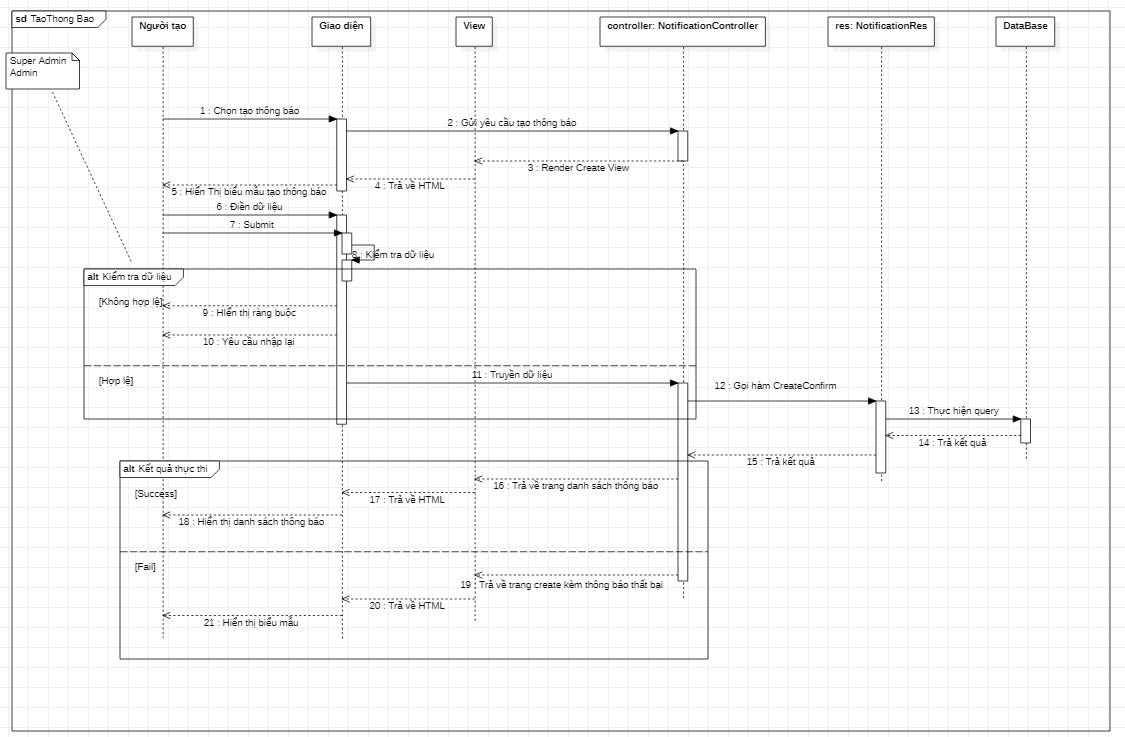 sd TaoThong Bao
Người tạo
Giao diện
View
controller: NotificationController
res: NotificationRes
DataBase
Super Admin
Admin
1 : Chọn tạo thông báo
2 : Gửi yêu cầu tạo thông báo
3 : Render Create View
4 : Trả về HTML
5 : Hiển Thị biểu mẫu tạo thông báo
6 : Điền dữ liệu
7 : Submit
8 : Kiểm tra dữ liệu
alt Kiểm tra dữ liệu
[Không hợp lệ]
9 : HIển thị ràng buộc
10 : Yêu cầu nhập lại
[Hợp lệ]
11 : Truyền dữ liệu
12 : Gọi hàm CreateConfirm
13 : Thực hiện query
14 : Trả kết quả
15 : Trả kết quả
alt Kết quả thực thi
[Success]
16 : Trả về trang danh sách thông báo
17 : Trả về HTML
18 : Hiển thị danh sách thông báo
[Fail]
19 : Trả về trang create kèm thông báo thất bại
20 : Trả về HTML
21 : Hiển thị biểu mẫu